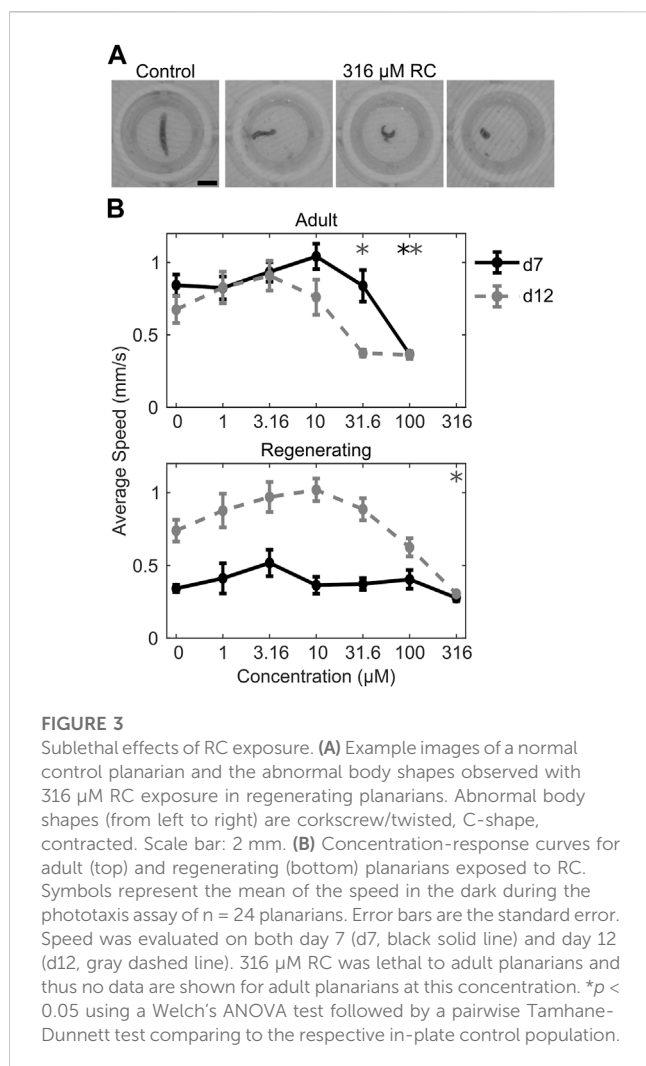 A
Control
316 µM RC
B
Adult
* **
d7
d12
1
0.5
0
0 1 3.16 10 31.6 100 316
Average Speed (mm/s)
Regenerating
*
1
0.5
0
0 1 3.16 10 31.6 100 316
Concentration (µM)
FIGURE 3
Sublethal effects of RC exposure. (A) Example images of a normal
control planarian and the abnormal body shapes observed with
316 µM RC exposure in regenerating planarians. Abnormal body
shapes (from left to right) are corkscrew/twisted, C-shape,
contracted. Scale bar: 2 mm. (B) Concentration-response curves for
adult (top) and regenerating (bottom) planarians exposed to RC.
Symbols represent the mean of the speed in the dark during the
phototaxis assay of n = 24 planarians. Error bars are the standard error.
Speed was evaluated on both day 7 (d7, black solid line) and day 12
(d12, gray dashed line). 316 µM RC was lethal to adult planarians and
thus no data are shown for adult planarians at this concentration. *p <
0.05 using a Welch's ANOVA test followed by a pairwise Tamhane-
Dunnett test comparing to the respective in-plate control population.